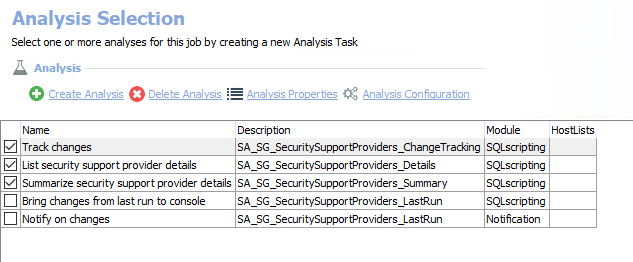 Analysis Selection
Select one or more analyses for this job by creating a new Analysis Task
Analysis
Create Analysis Delete Analysis Analysis Properties Analysis Configuration
Name Description Module HostLists
Track changes SA_SG_SecuritySupportProviders_ChangeTracking SQLscripting
List security support provider details SA_SG_SecuritySupportProviders_Details SQLscripting
Summarize security support provider details SA_SG_SecuritySupportProviders_Summary SQLscripting
Bring changes from last run to console SA_SG_SecuritySupportProviders_LastRun SQLscripting
Notify on changes SA_SG_SecuritySupportProviders_LastRun Notification